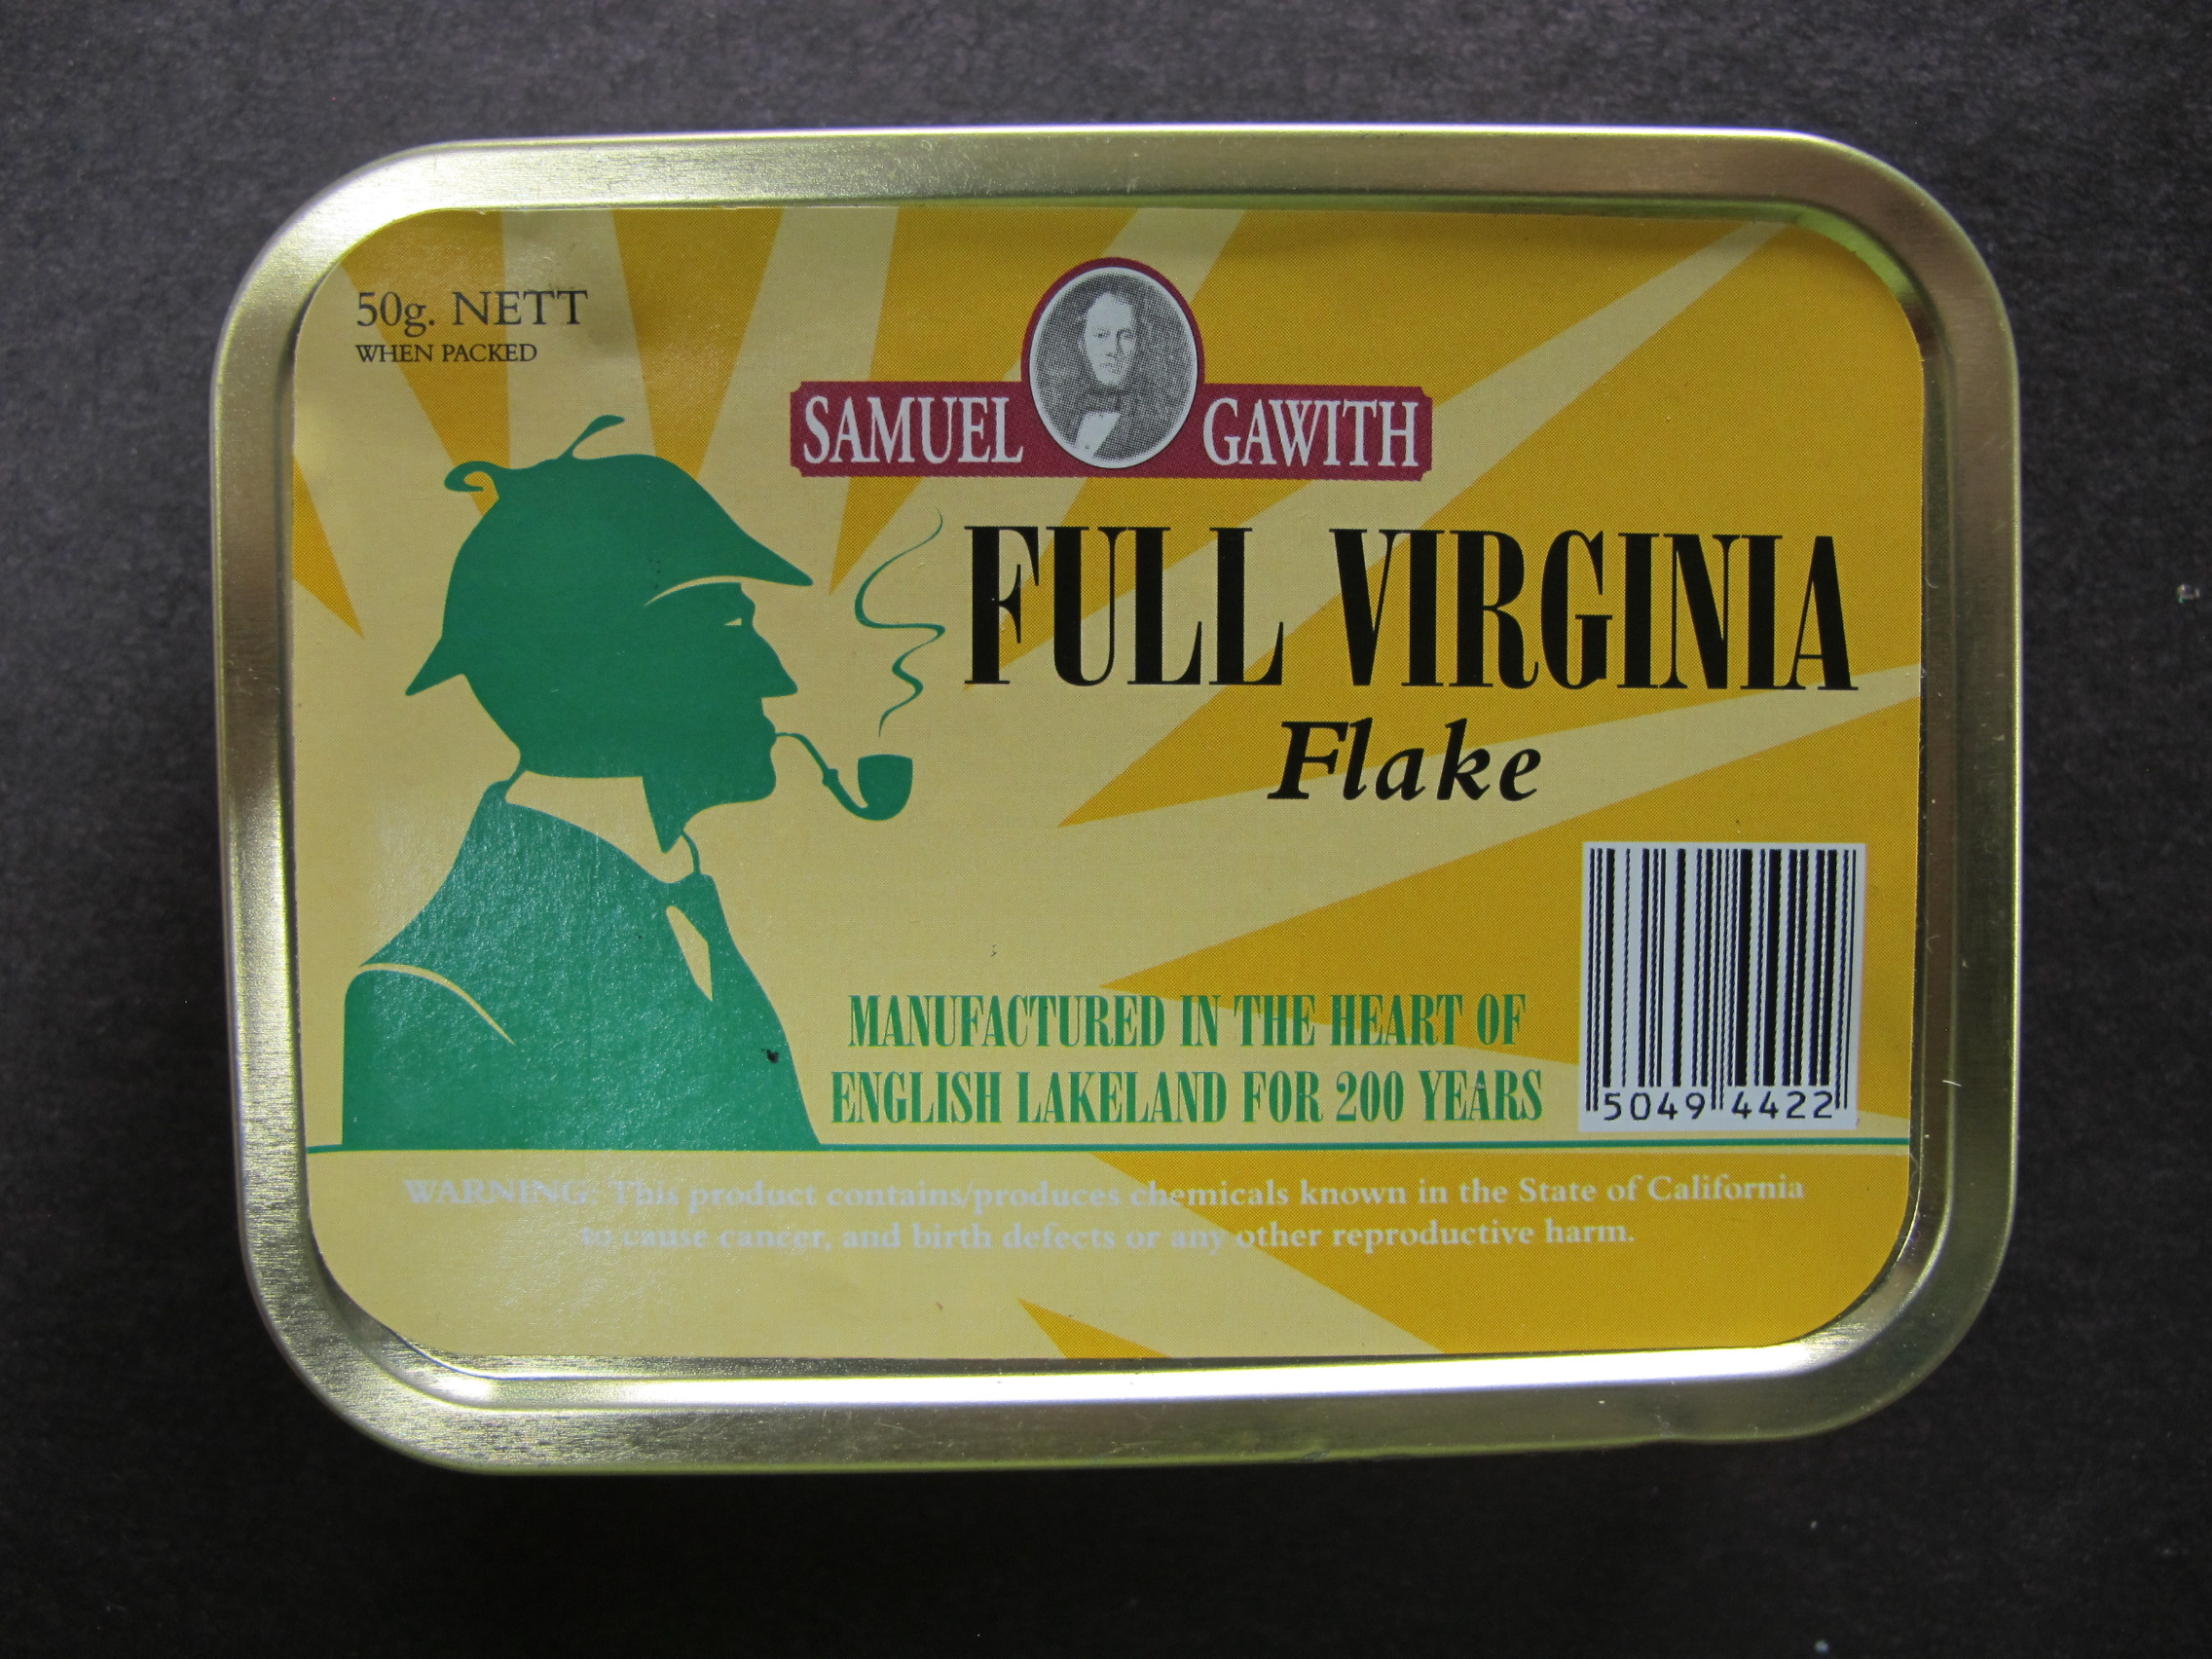 50g. NETT
WHEN PACKED
SAMUEL GAWITH
FULL VIRGINIA
Flake
MANUFACTURED IN THE HEART OF
ENGLISH LAKELAND FOR 200 YEARS
5049 4422
WARNING: This product contains/produces chemicals known in the State of California
to cause cancer, and birth defects or any other reproductive harm.